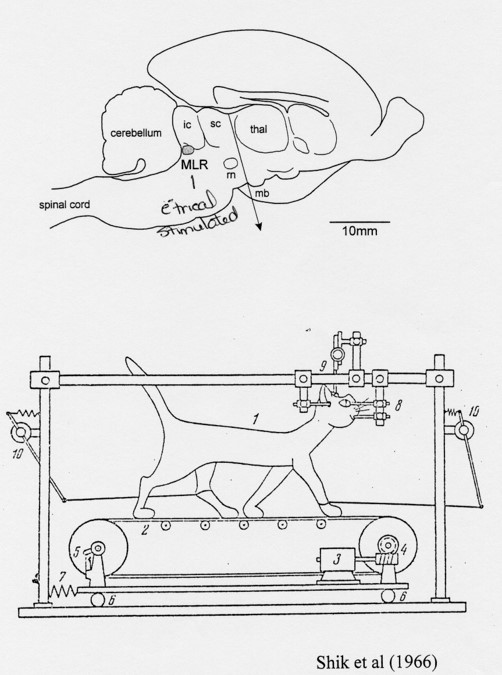 cerebellum
ic
sc
thal
MLR
rn
mb
spinal cord
e-trical
stimulated
10mm
9
8
1
10
10
2
5
3
4
7
6
6
Shik et al (1966)